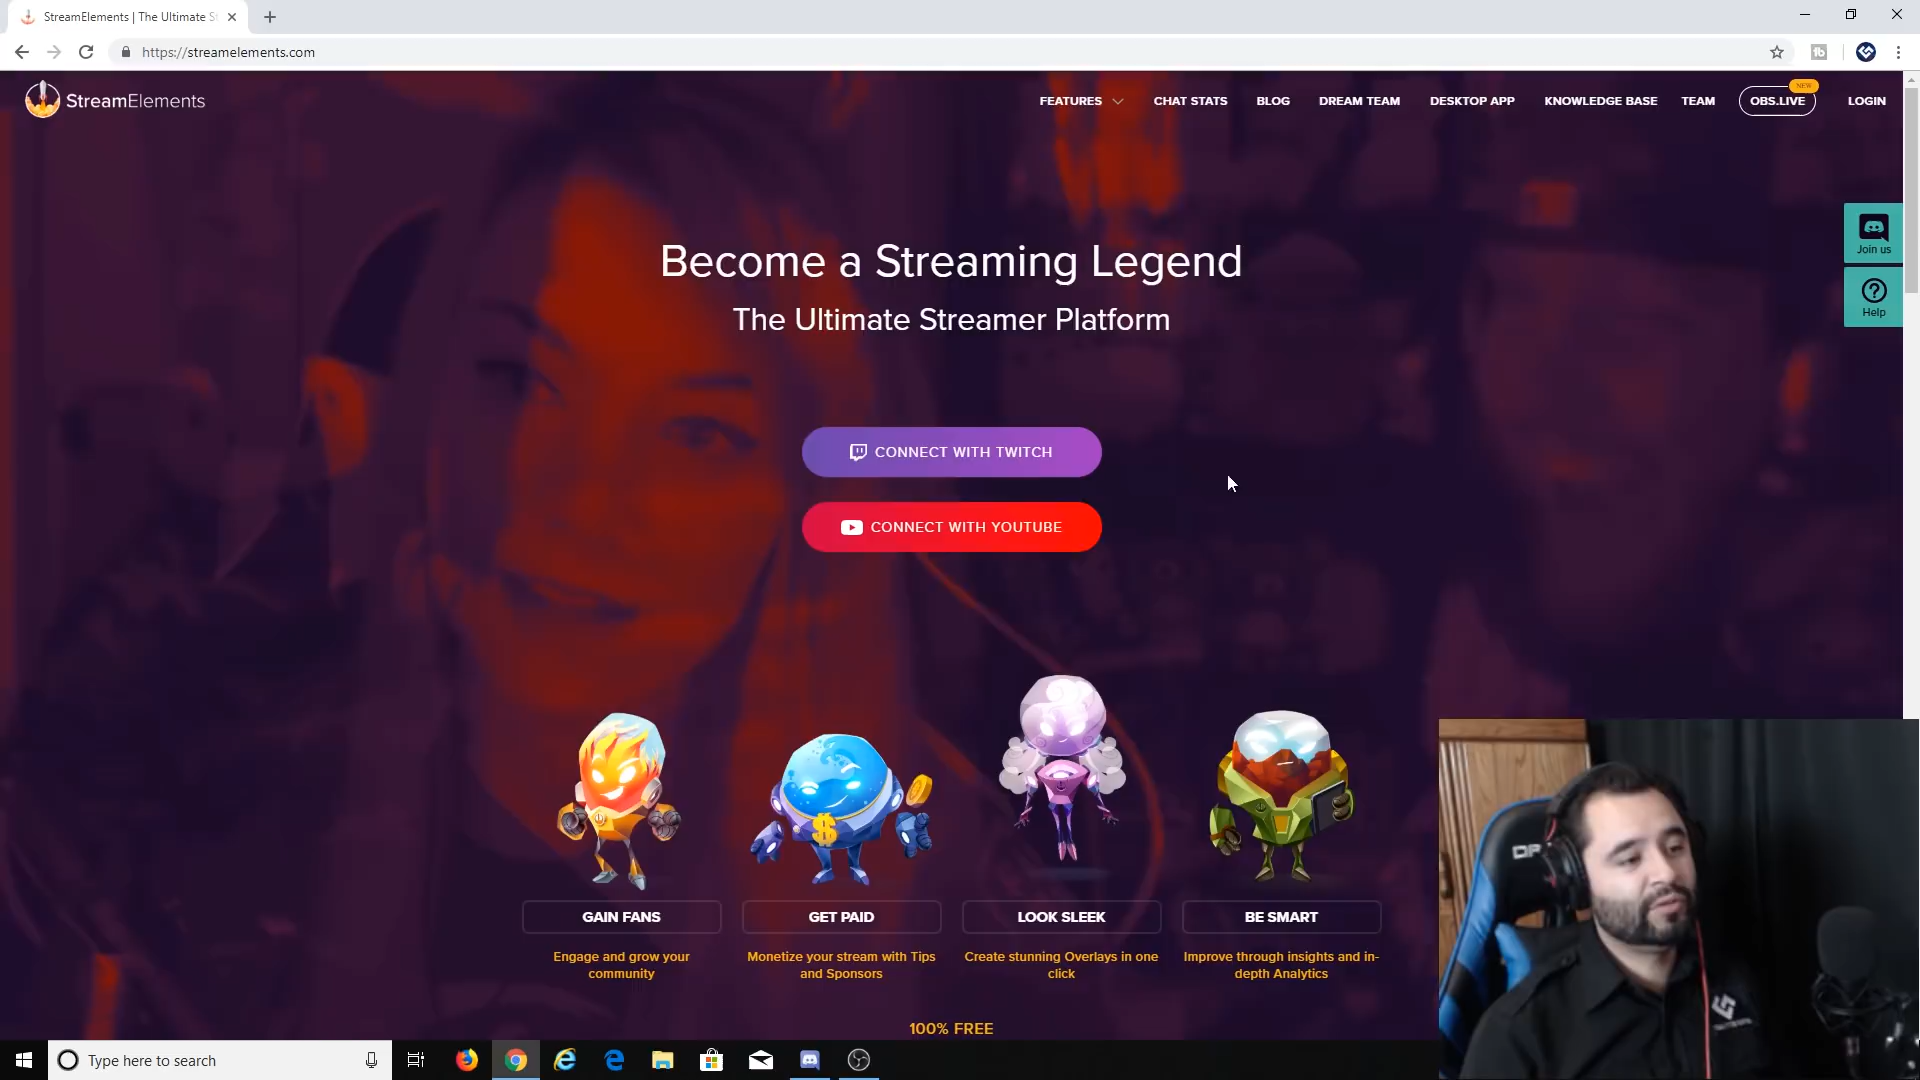 StreamElements | The Ultimate St
https://streamelements.com
StreamElements
FEATURES
CHAT STATS
BLOG
DREAM TEAM
DESKTOP APP
KNOWLEDGE BASE
TEAM
NEW
OBS.LIVE
LOGIN
Join us
Help
Become a Streaming Legend
The Ultimate Streamer Platform
CONNECT WITH TWITCH
CONNECT WITH YOUTUBE
GAIN FANS
GET PAID
LOOK SLEEK
BE SMART
Engage and grow your
community
Monetize your stream with Tips
and Sponsors
Create stunning Overlays in one
click
Improve through insights and in-
depth Analytics
100% FREE
Type here to search